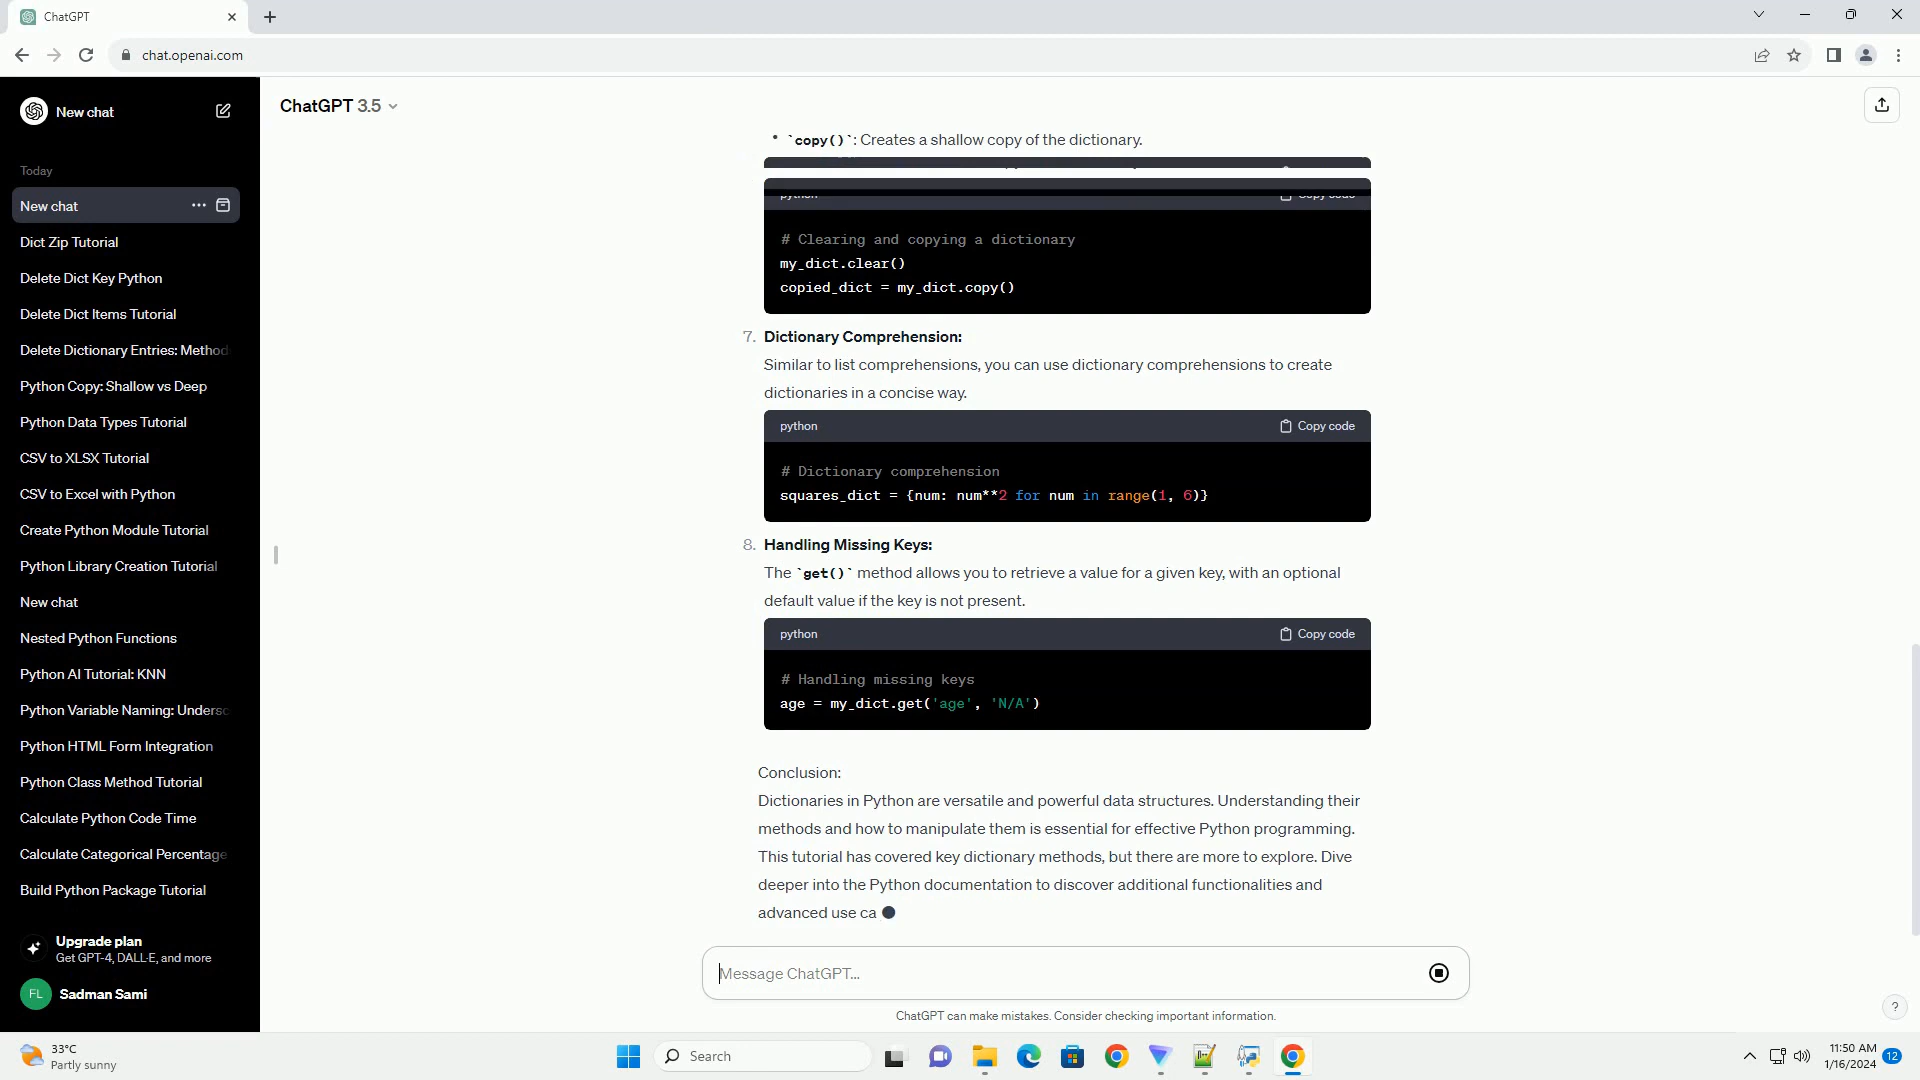 ChatGPT
chat.openai.com
New chat
Today
New chat
Dict Zip Tutorial
Delete Dict Key Python
Delete Dict Items Tutorial
Delete Dictionary Entries: Method
Python Copy: Shallow vs Deep
Python Data Types Tutorial
CSV to XLSX Tutorial
CSV to Excel with Python
Create Python Module Tutorial
Python Library Creation Tutorial
New chat
Nested Python Functions
Python AI Tutorial: KNN
Python Variable Naming: Undersc
Python HTML Form Integration
Python Class Method Tutorial
Calculate Python Code Time
Calculate Categorical Percentage
Build Python Package Tutorial
Upgrade plan
Get GPT-4, DALL·E, and more
FL Sadman Sami
ChatGPT 3.5
• `copy()`: Creates a shallow copy of the dictionary.
python Copy code
# Clearing and copying a dictionary
my_dict.clear()
copied_dict = my_dict.copy()
7. Dictionary Comprehension:
Similar to list comprehensions, you can use dictionary comprehensions to create
dictionaries in a concise way.
python Copy code
# Dictionary comprehension
squares_dict = {num: num**2 for num in range(1, 6)}
8. Handling Missing Keys:
The `get()` method allows you to retrieve a value for a given key, with an optional
default value if the key is not present.
python Copy code
# Handling missing keys
age = my_dict.get('age', 'N/A')
Conclusion:
Dictionaries in Python are versatile and powerful data structures. Understanding their
methods and how to manipulate them is essential for effective Python programming.
This tutorial has covered key dictionary methods, but there are more to explore. Dive
deeper into the Python documentation to discover additional functionalities and
advanced use ca
Message ChatGPT...
ChatGPT can make mistakes. Consider checking important information.
?
33°C
Partly sunny
Search
11:50 AM
1/16/2024
12